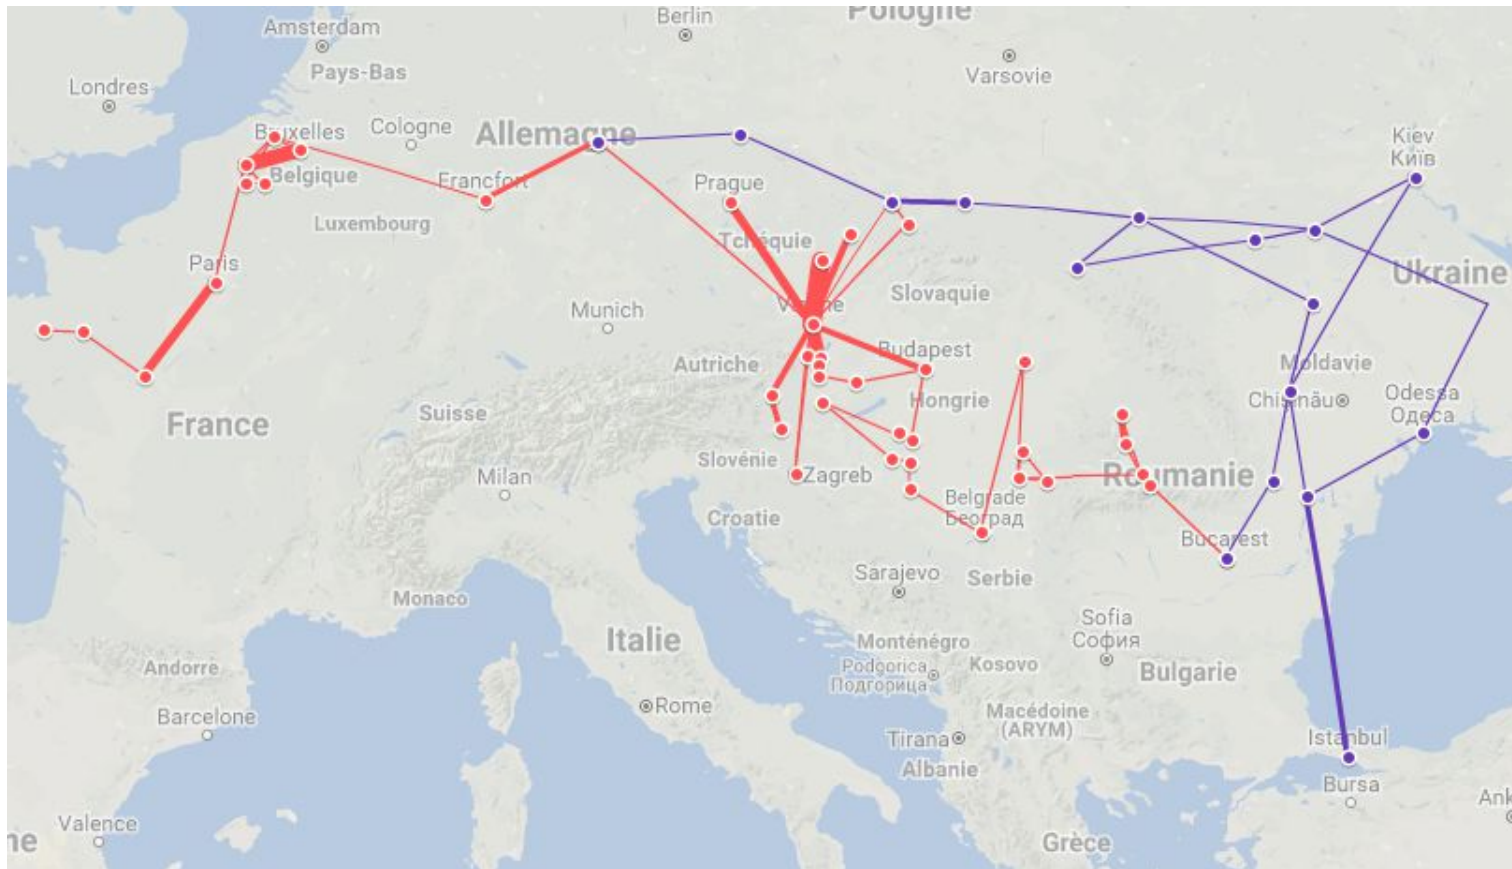 Pologne
Berlin
Amsterdam
Pays-Bas
Varsovie
Londres
Bruxelles
Cologne
Allemagne
Kiev
Київ
Belgique
Francfort
Prague
Luxembourg
Tchéquie
Paris
Ukraine
Slovaquie
Munich
Vienne
Autriche
Budapest
Moldavie
Hongrie
Chișinău
Odessa
Одеса
France
Suisse
Slovénie
Zagreb
Milan
Roumanie
Belgrade
Београд
Croatie
Bucarest
Sarajevo
Serbie
Monaco
Sofia
София
Italie
Monténégro
Kosovo
Podgorica
Подгорица
Bulgarie
Andorre
Rome
Barcelone
Macédoine
(ARYM)
Tirana
Albanie
Istanbul
Bursa
Ank
Valence
ne
Grèce